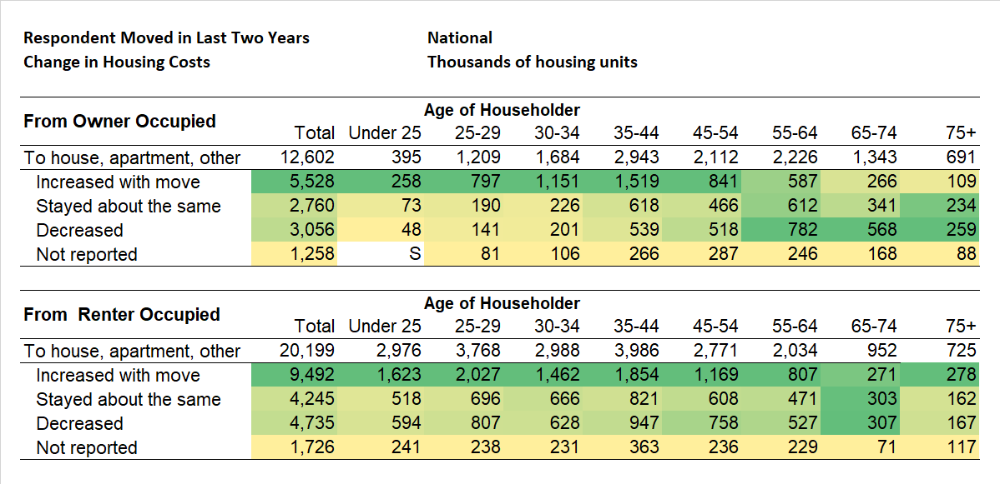 Respondent Moved in Last Two Years National
Change in Housing Costs Thousands of housing units
From Owner Occupied Age of Householder
Total Under 25 25-29 30-34 35-44 45-54 55-64 65-74 75+
To house, apartment, other 12,602 395 1,209 1,684 2,943 2,112 2,226 1,343 691
Increased with move 5,528 258 797 1,151 1,519 841 587 266 109
Stayed about the same 2,760 73 190 226 618 466 612 341 234
Decreased 3,056 48 141 201 539 518 782 568 259
Not reported 1,258 S 81 106 266 287 246 168 88
From Renter Occupied Age of Householder
Total Under 25 25-29 30-34 35-44 45-54 55-64 65-74 75+
To house, apartment, other 20,199 2,976 3,768 2,988 3,986 2,771 2,034 952 725
Increased with move 9,492 1,623 2,027 1,462 1,854 1,169 807 271 278
Stayed about the same 4,245 518 696 666 821 608 471 303 162
Decreased 4,735 594 807 628 947 758 527 307 167
Not reported 1,726 241 238 231 363 236 229 71 117